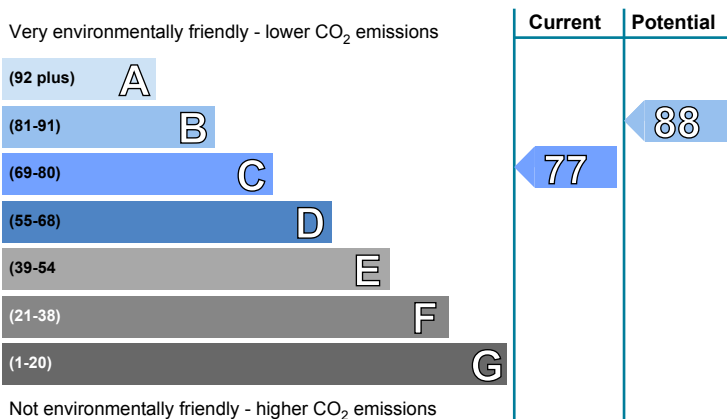 Current Potential
Very environmentally friendly - lower CO2 emissions
(92 plus) A
(81-91) B 88
(69-80) C 77
(55-68) D
(39-54 E
(21-38) F
(1-20) G
Not environmentally friendly - higher CO2 emissions